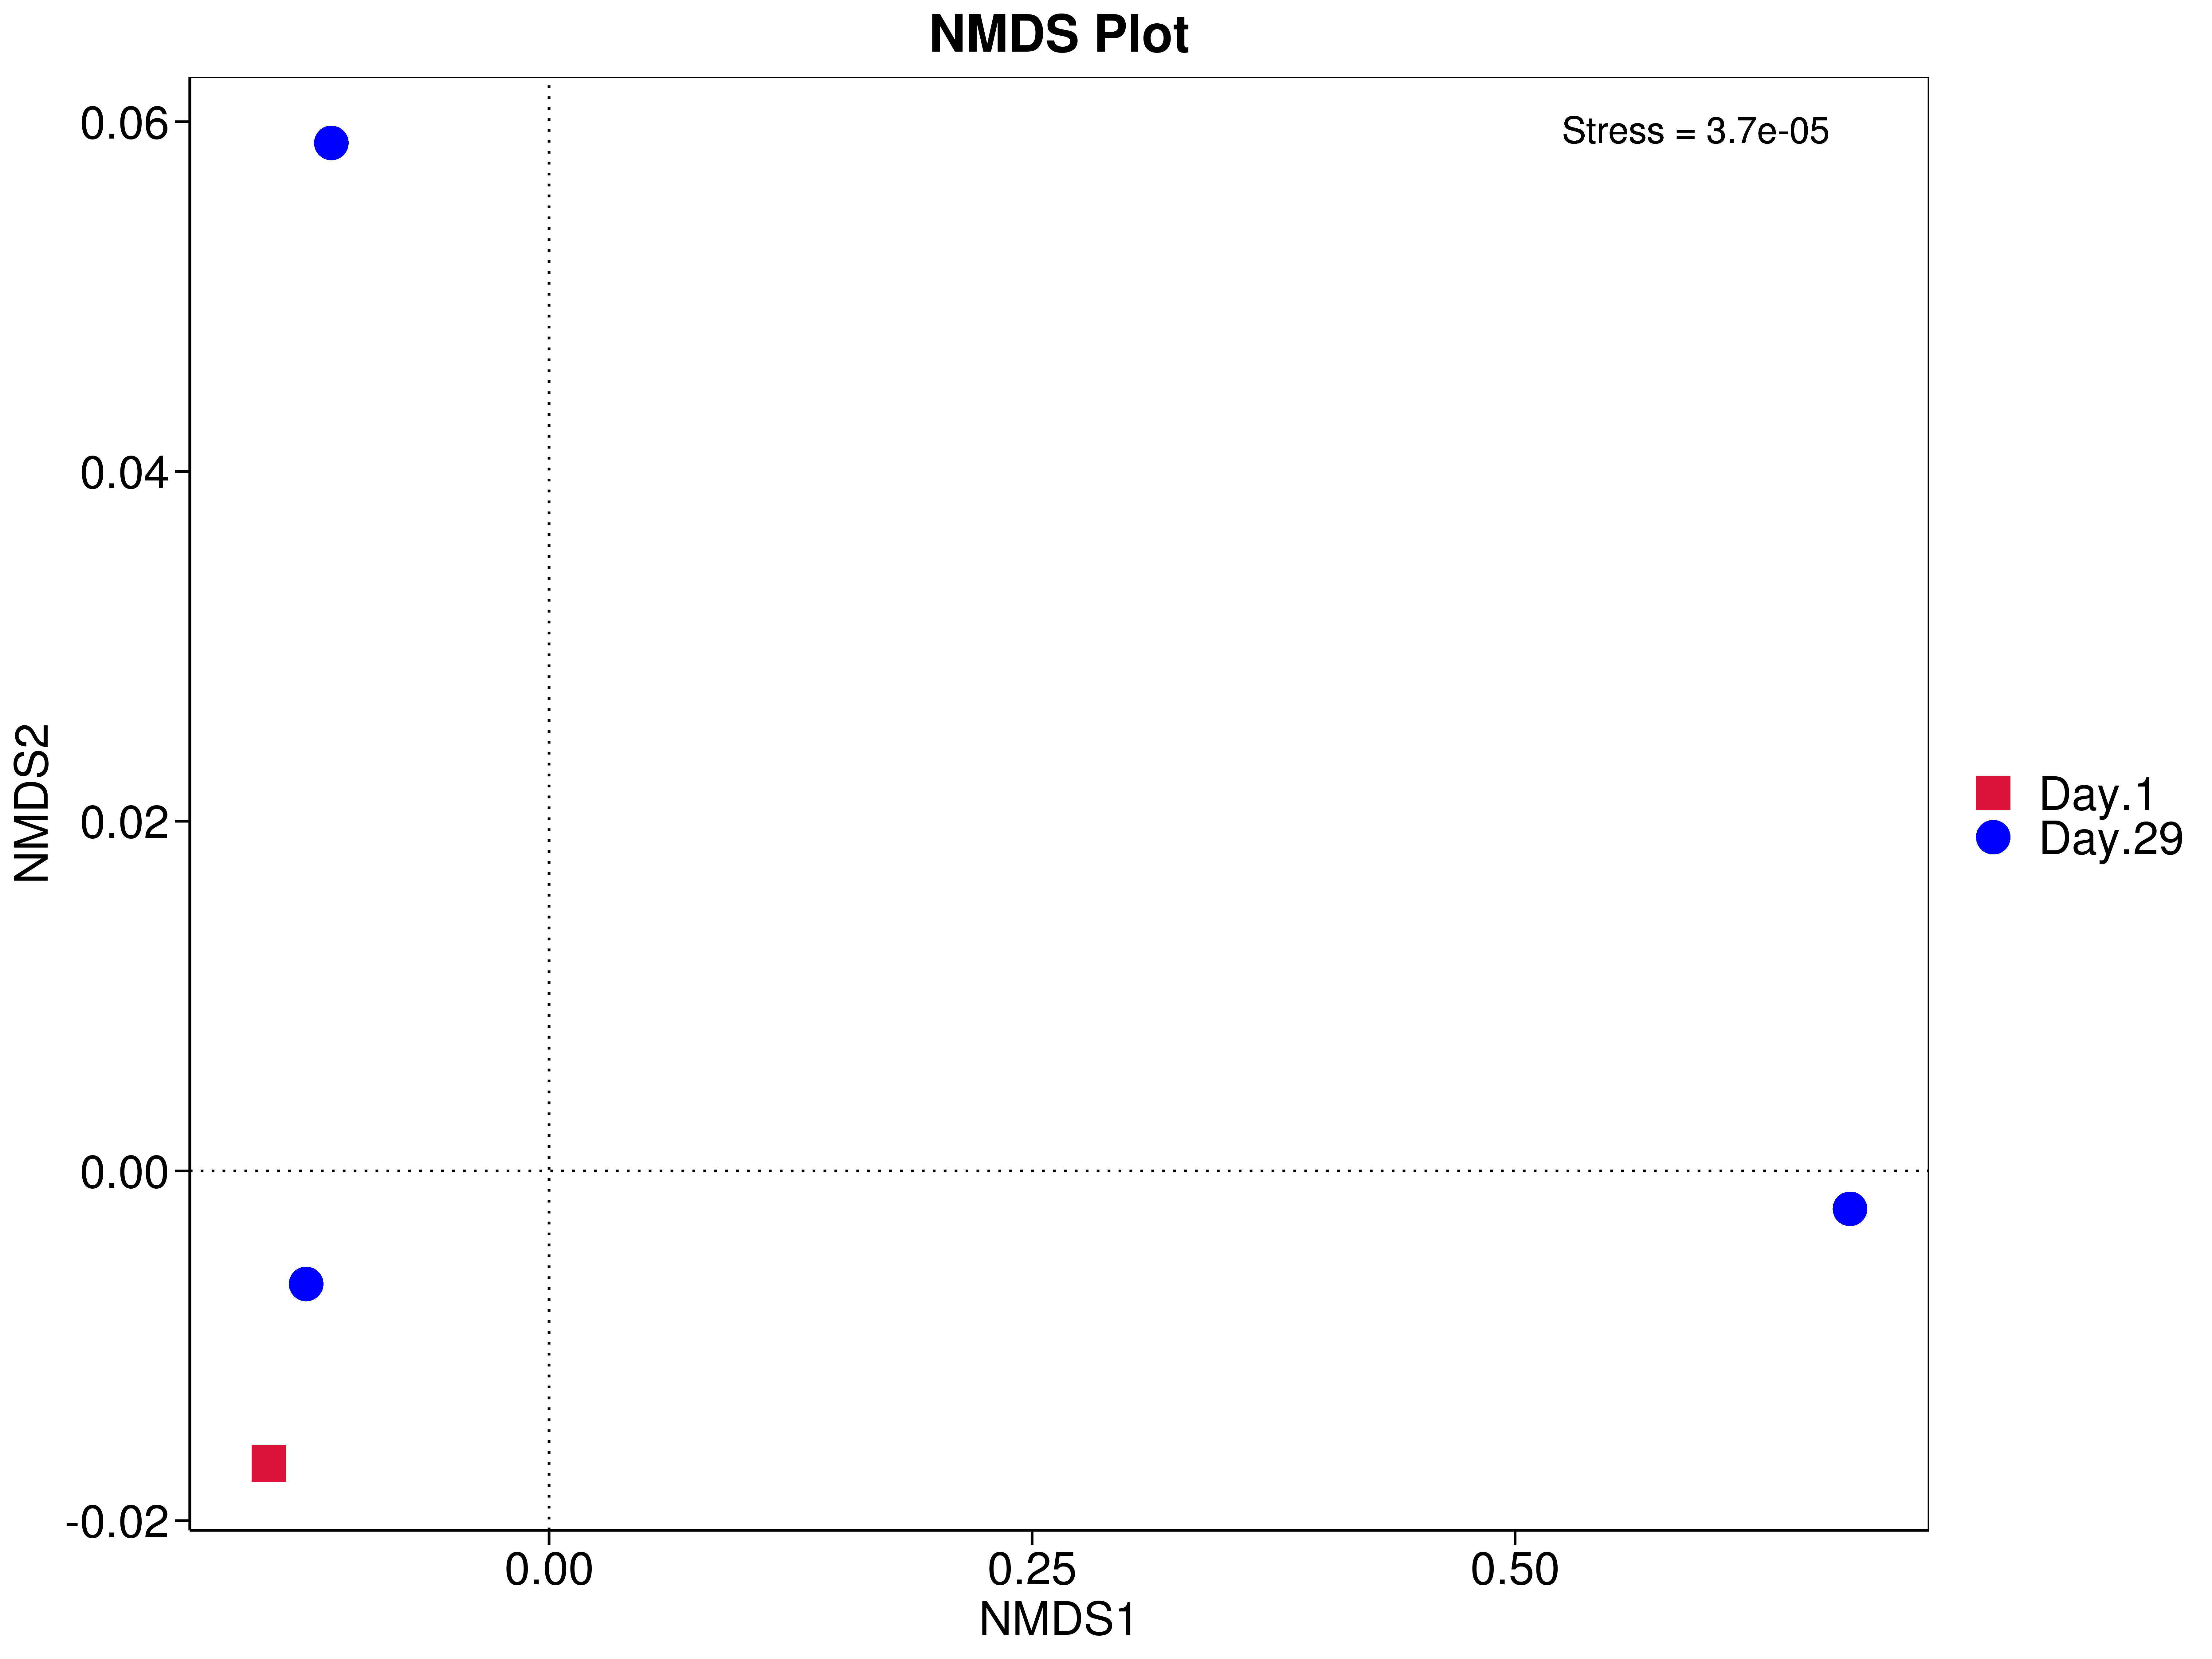 NMDS Plot
Stress = 3.7e-05
0.06
0.04
0.02
0.00
-0.02
NMDS2
0.00 0.25 0.50
NMDS1
Day.1
Day.29